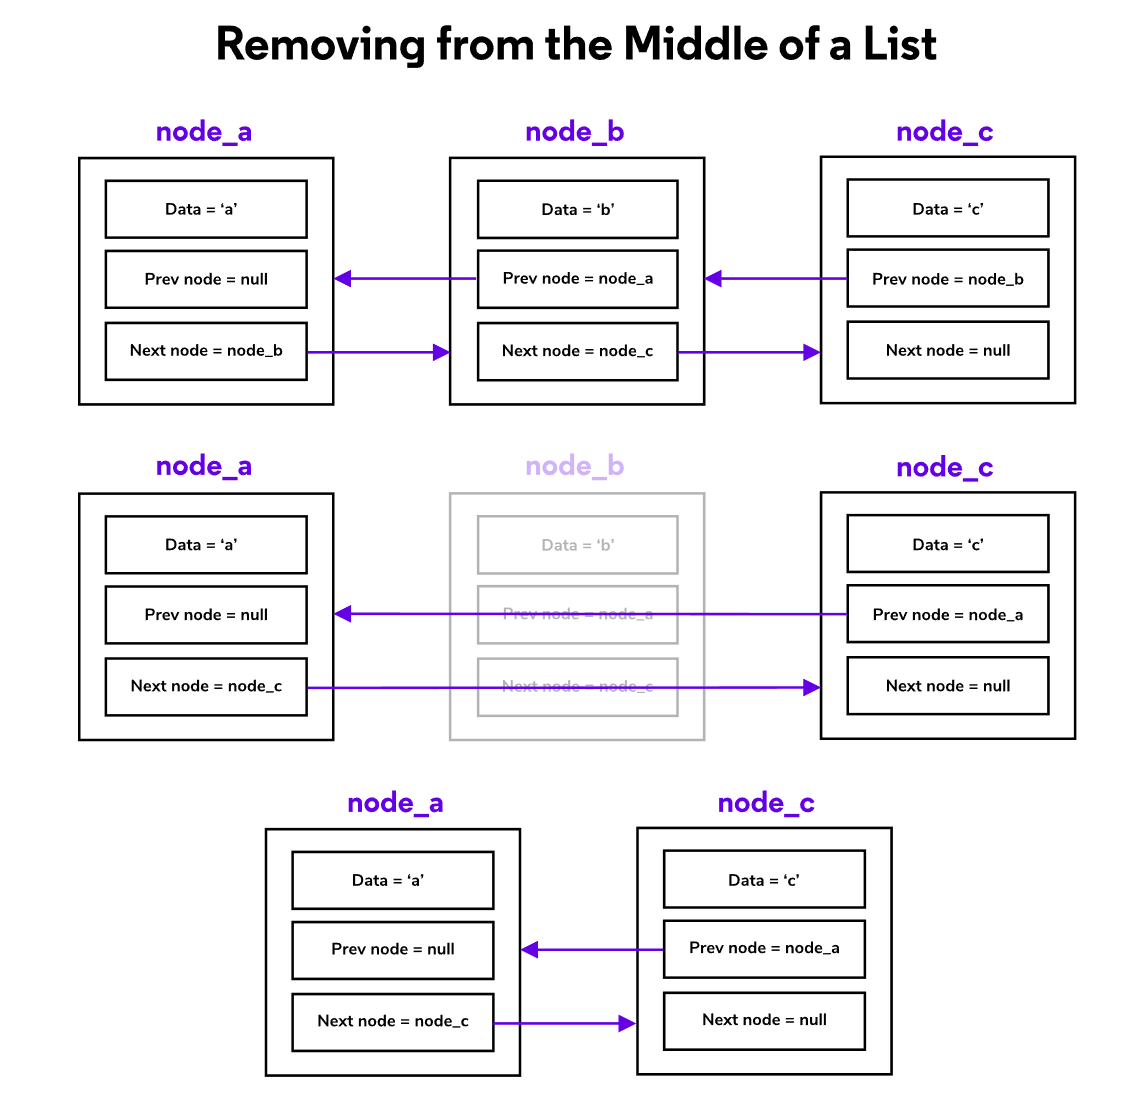 Removing from the Middle of a List
node_a
node_b
node_c
Data = ‘a’
Data = ‘b’
Data = ‘c’
Prev node = null
Prev node = node_a
Prev node = node_b
Next node = node_b
Next node = node_c
Next node = null
node_a
node_b
node_c
Data = ‘a’
Data = ‘b’
Data = ‘c’
Prev node = null
Prev node = node_a
Prev node = node_a
Next node = node_c
Next node = node_c
Next node = null
node_a
node_c
Data = ‘a’
Data = ‘c’
Prev node = null
Prev node = node_a
Next node = node_c
Next node = null